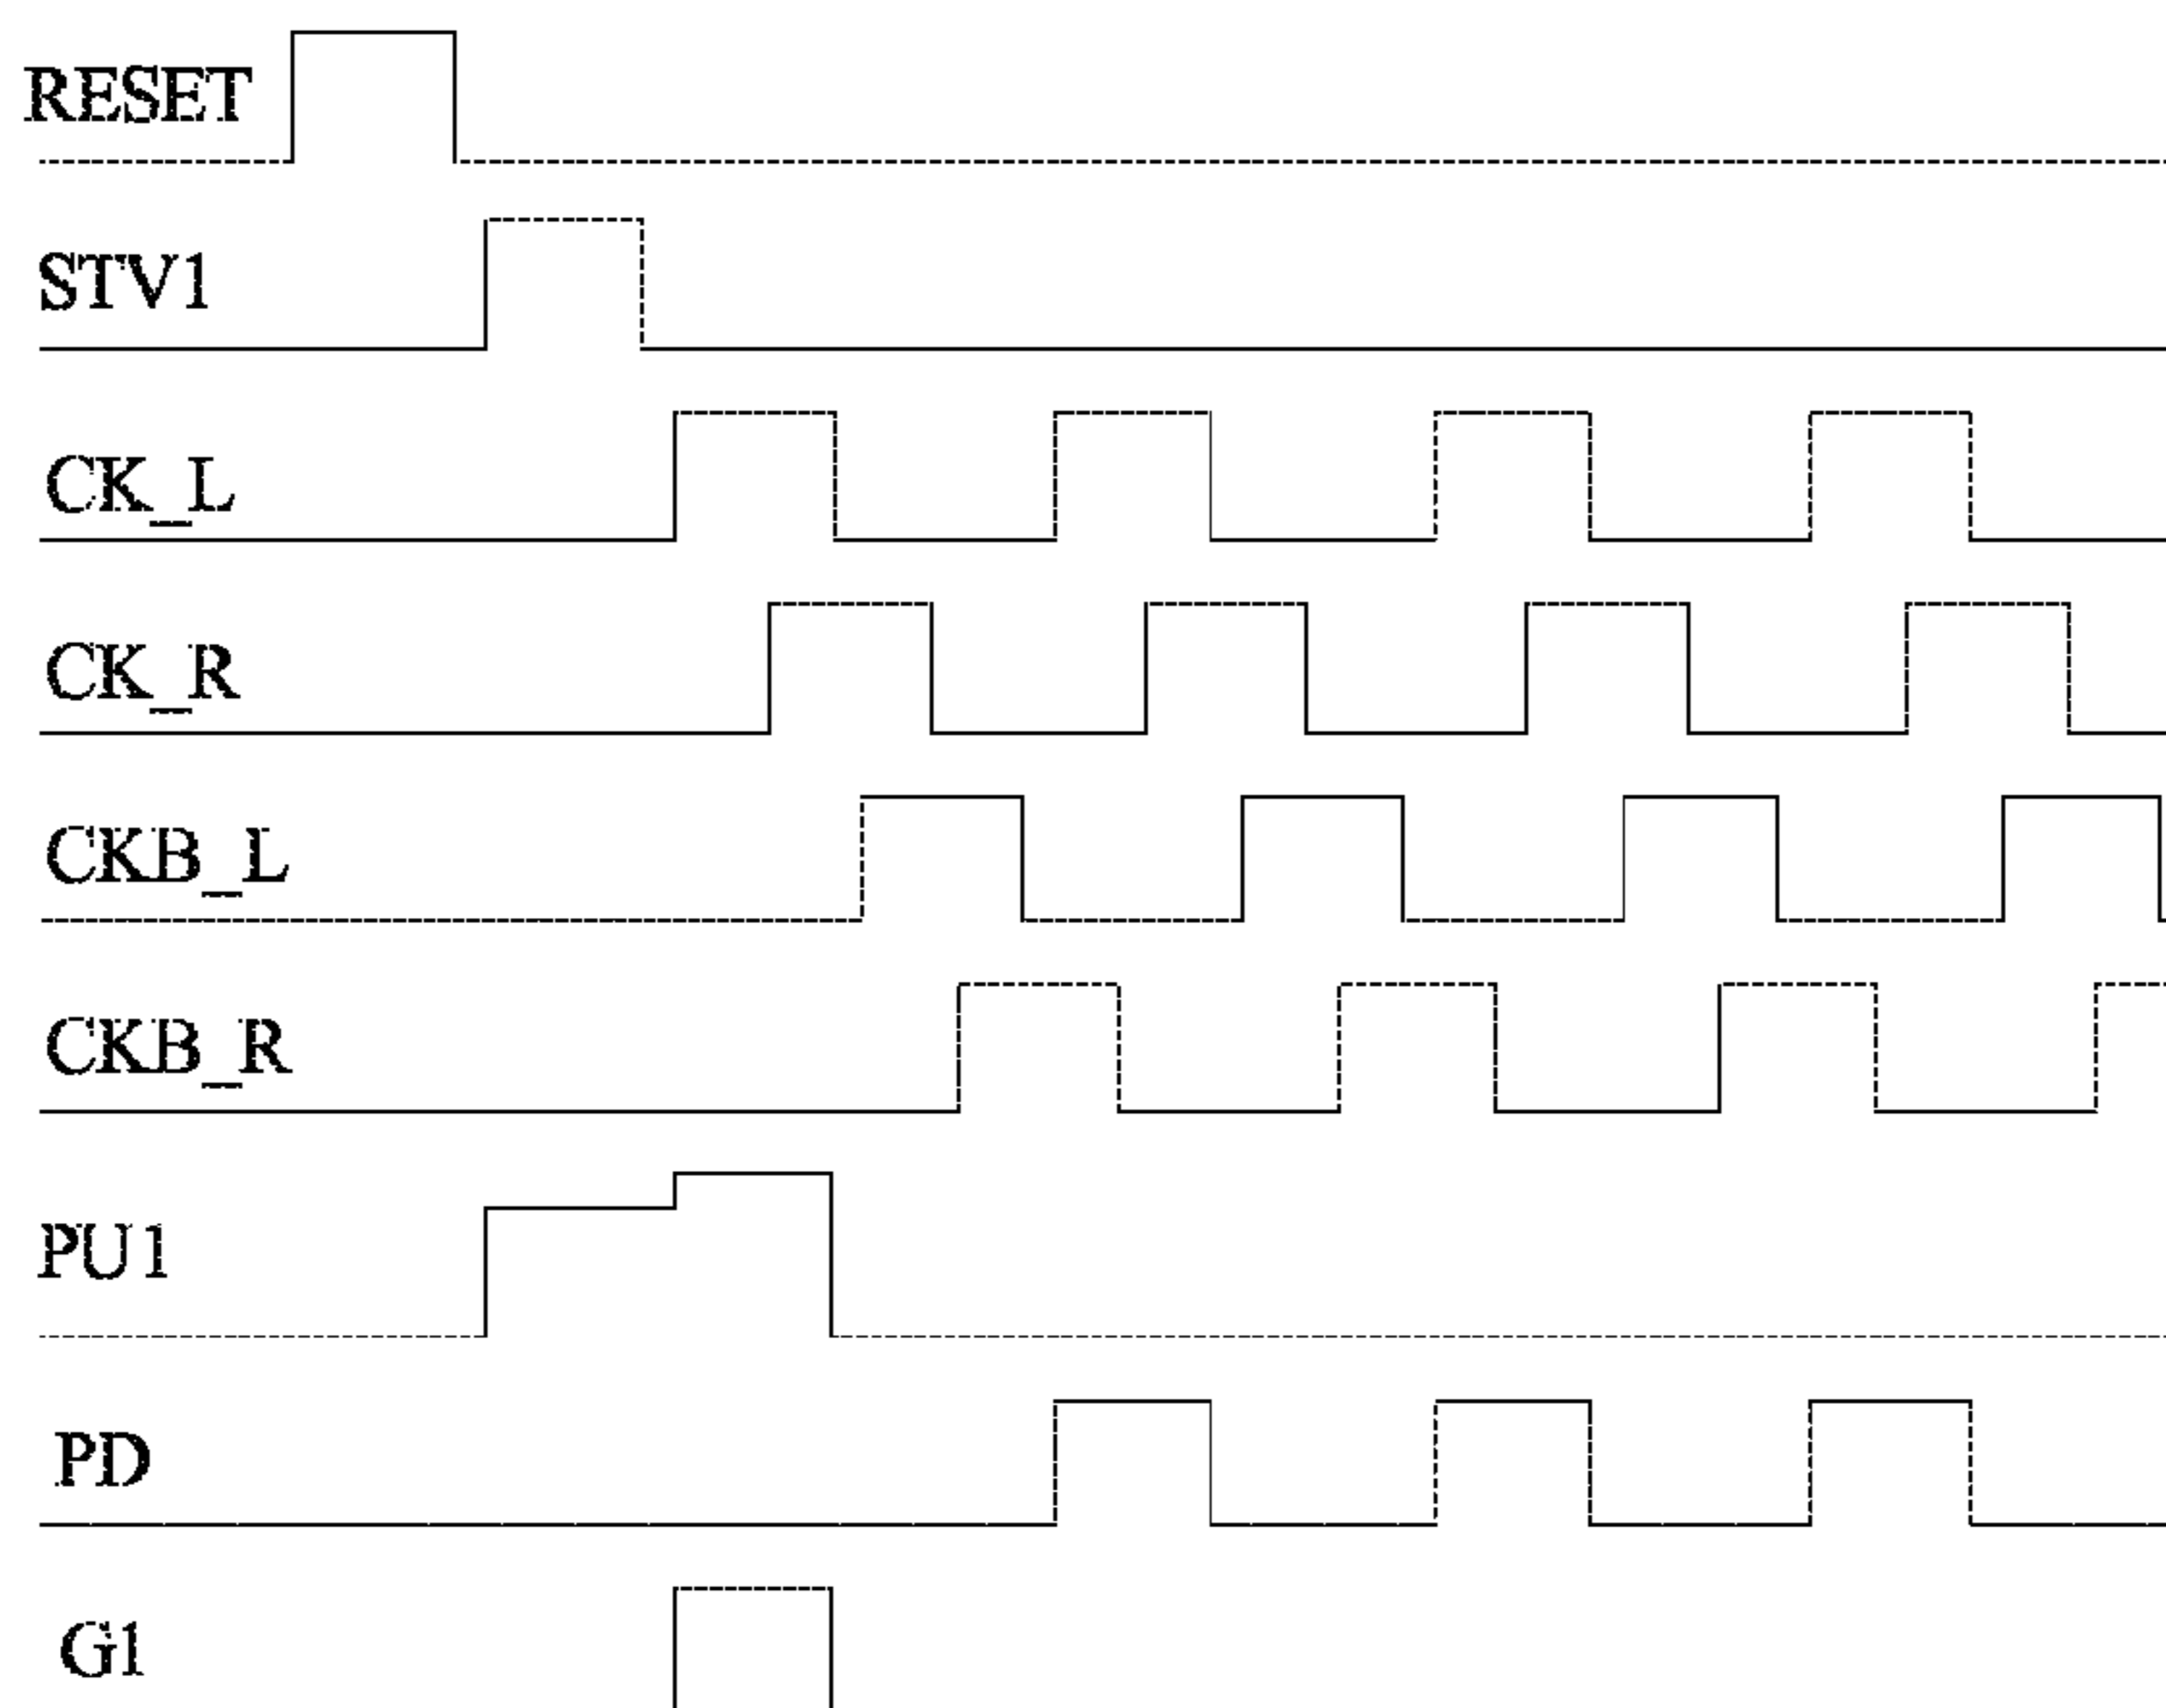 RESET
STV1
CK_L
CK_R
CKB_L
CKB_R
PU1
PD
G1